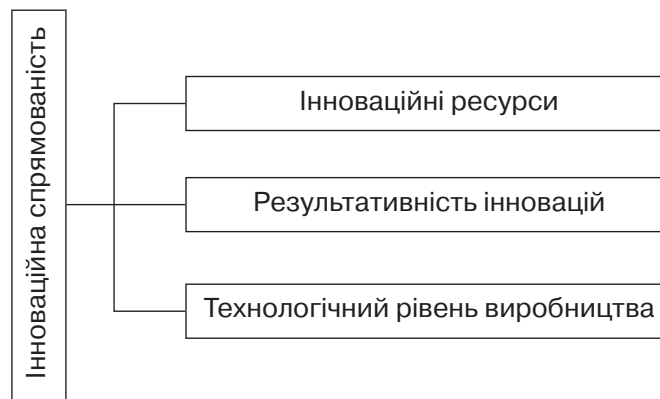 Інноваційна спрямованість
Інноваційні ресурси
Результативність інновацій
Технологічний рівень виробництва